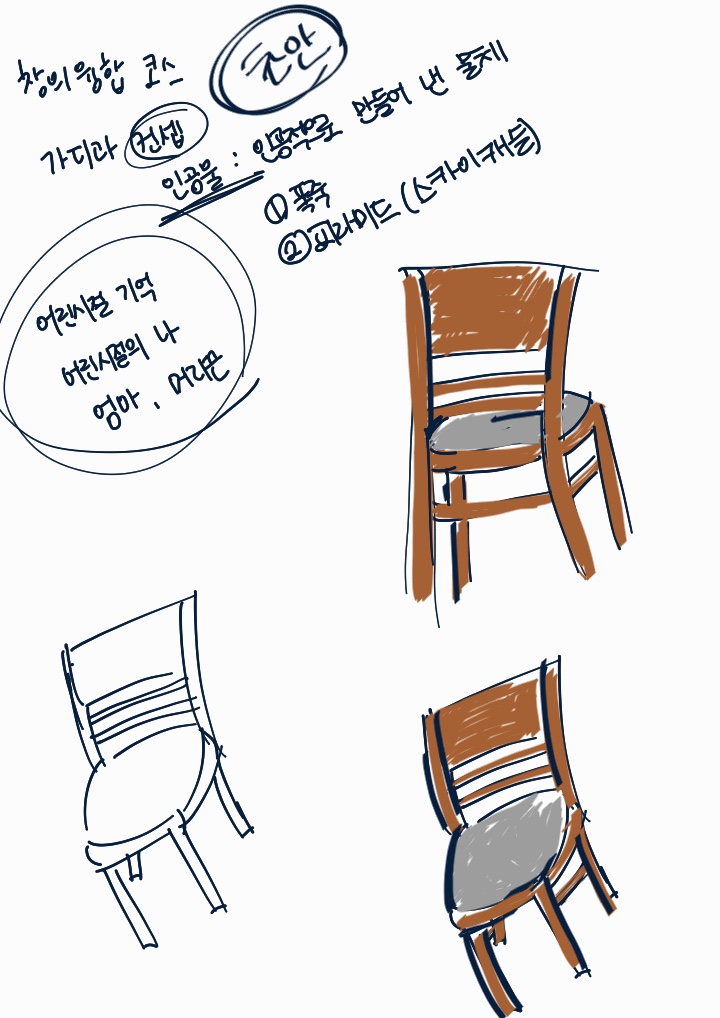 창의융합 코스
가디라 컨셉
인공물 : 인공적으로 만들어 낸 물체
① 폭죽
② 피라미드 (스카이캐슬)
어린시절 기억
어린시절의 나
엄마, 머리끈